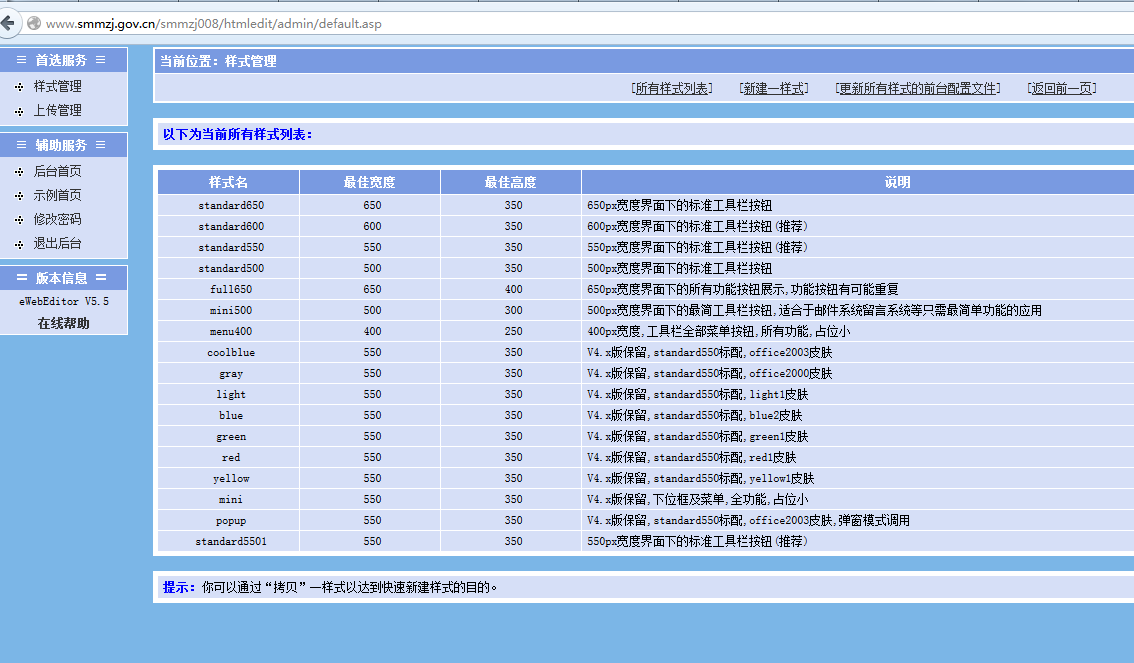 www.smmzj.gov.cn/smmzj008/htmledit/admin/default.asp
首选服务
样式管理
上传管理
辅助服务
后台首页
示例首页
修改密码
退出后台
版本信息
eWebEditor V5.5
在线帮助
当前位置：样式管理
[所有样式列表] [新建一样式] [更新所有样式的前台配置文件] [返回前一页]
以下为当前所有样式列表：
样式名 最佳宽度 最佳高度 说明
standard650 650 350 650px宽度界面下的标准工具栏按钮
standard600 600 350 600px宽度界面下的标准工具栏按钮(推荐)
standard550 550 350 550px宽度界面下的标准工具栏按钮(推荐)
standard500 500 350 500px宽度界面下的标准工具栏按钮
full650 650 400 650px宽度界面下的所有功能按钮展示,功能按钮有可能重复
mini500 500 300 500px宽度界面下的最简工具栏按钮,适合于邮件系统留言系统等只需最简单功能的应用
menu400 400 250 400px宽度,工具栏全部菜单按钮,所有功能,占位小
coolblue 550 350 V4.x版保留,standard550标配,office2003皮肤
gray 550 350 V4.x版保留,standard550标配,office2000皮肤
light 550 350 V4.x版保留,standard550标配,light1皮肤
blue 550 350 V4.x版保留,standard550标配,blue2皮肤
green 550 350 V4.x版保留,standard550标配,green1皮肤
red 550 350 V4.x版保留,standard550标配,red1皮肤
yellow 550 350 V4.x版保留,standard550标配,yellow1皮肤
mini 550 350 V4.x版保留,下位框及菜单,全功能,占位小
popup 550 350 V4.x版保留,standard550标配,office2003皮肤,弹窗模式调用
standard5501 550 350 550px宽度界面下的标准工具栏按钮(推荐)
提示：你可以通过“拷贝”一样式以达到快速新建样式的目的。